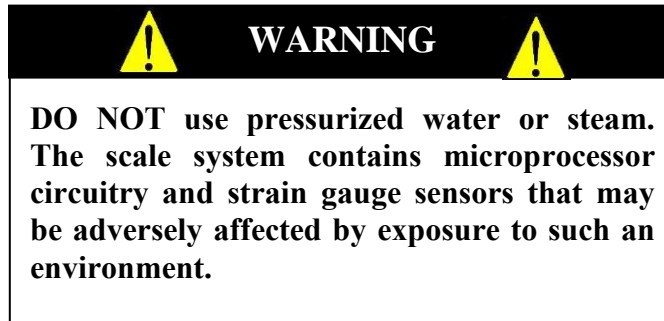 WARNING
DO NOT use pressurized water or steam.
The scale system contains microprocessor
circuitry and strain gauge sensors that may
be adversely affected by exposure to such an
environment.